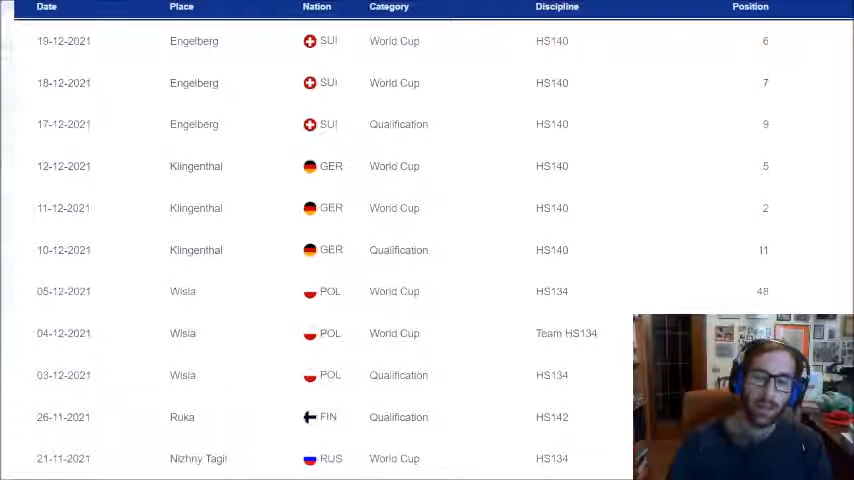 Date Place Nation Category Discipline Position
19-12-2021 Engelberg SUI World Cup HS140 6
18-12-2021 Engelberg SUI World Cup HS140 7
17-12-2021 Engelberg SUI Qualification HS140 9
12-12-2021 Klingenthal GER World Cup HS140 5
11-12-2021 Klingenthal GER World Cup HS140 2
10-12-2021 Klingenthal GER Qualification HS140 11
05-12-2021 Wisla POL World Cup HS134 48
04-12-2021 Wisla POL World Cup Team HS134
03-12-2021 Wisla POL Qualification HS134
26-11-2021 Ruka FIN Qualification HS142
21-11-2021 Nizhny Tagil RUS World Cup HS134